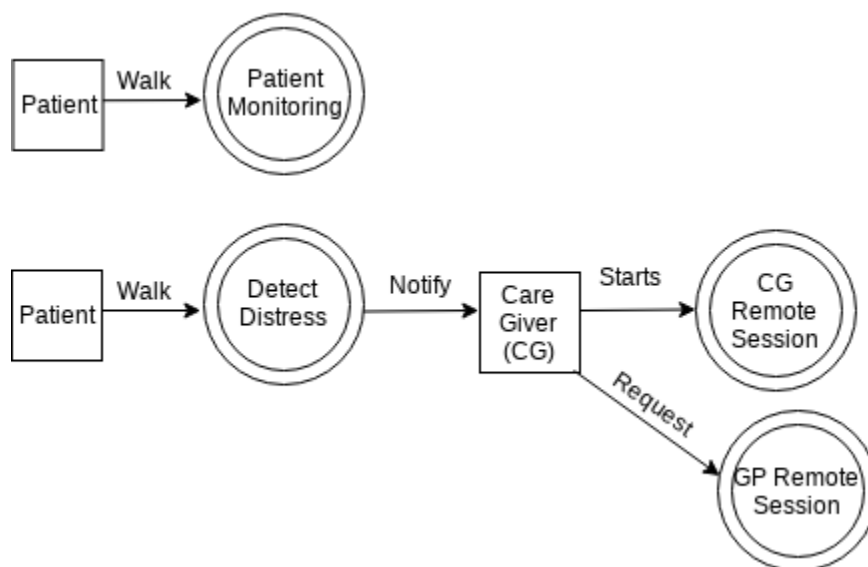 Patient
Walk
Patient
Monitoring
Patient
Walk
Detect
Distress
Notify
Care
Giver
(CG)
Starts
CG
Remote
Session
Request
GP Remote
Session